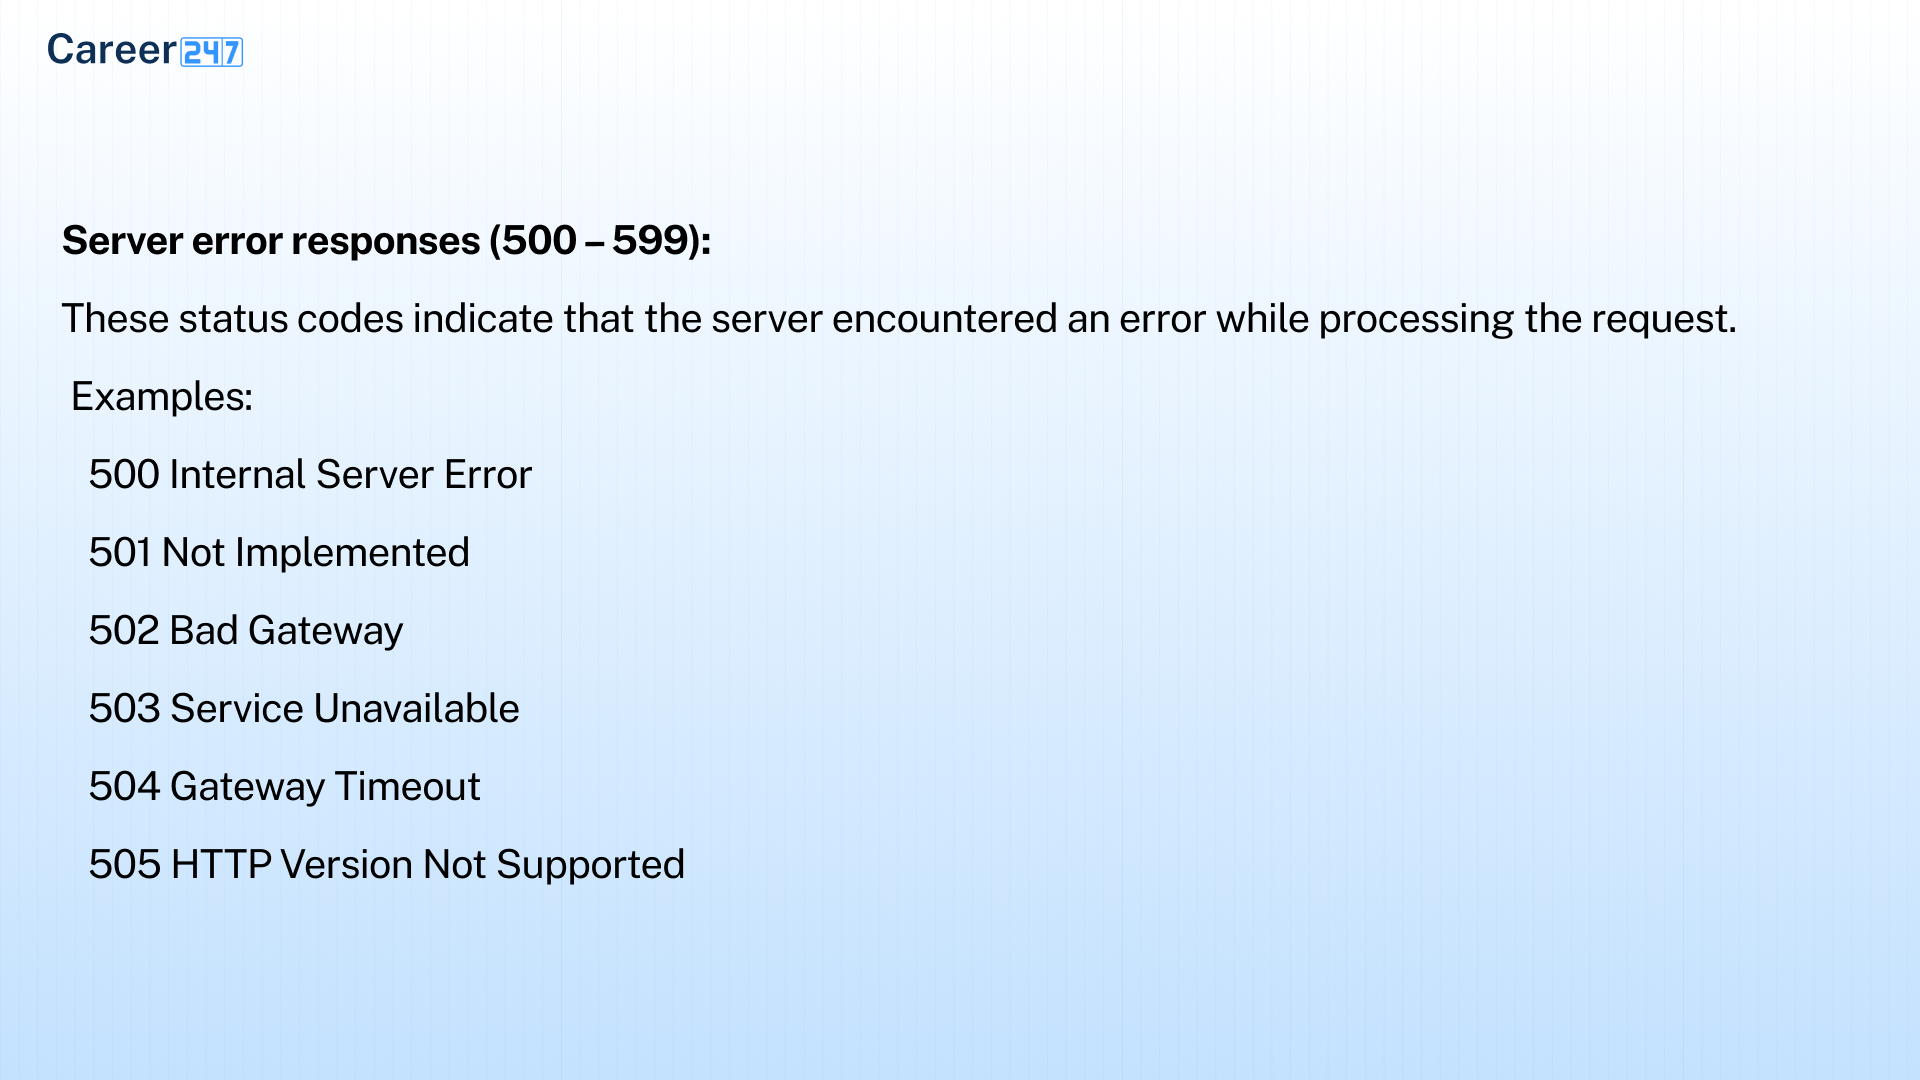 Career247
Server error responses (500 – 599):
These status codes indicate that the server encountered an error while processing the request.
Examples:
500 Internal Server Error
501 Not Implemented
502 Bad Gateway
503 Service Unavailable
504 Gateway Timeout
505 HTTP Version Not Supported